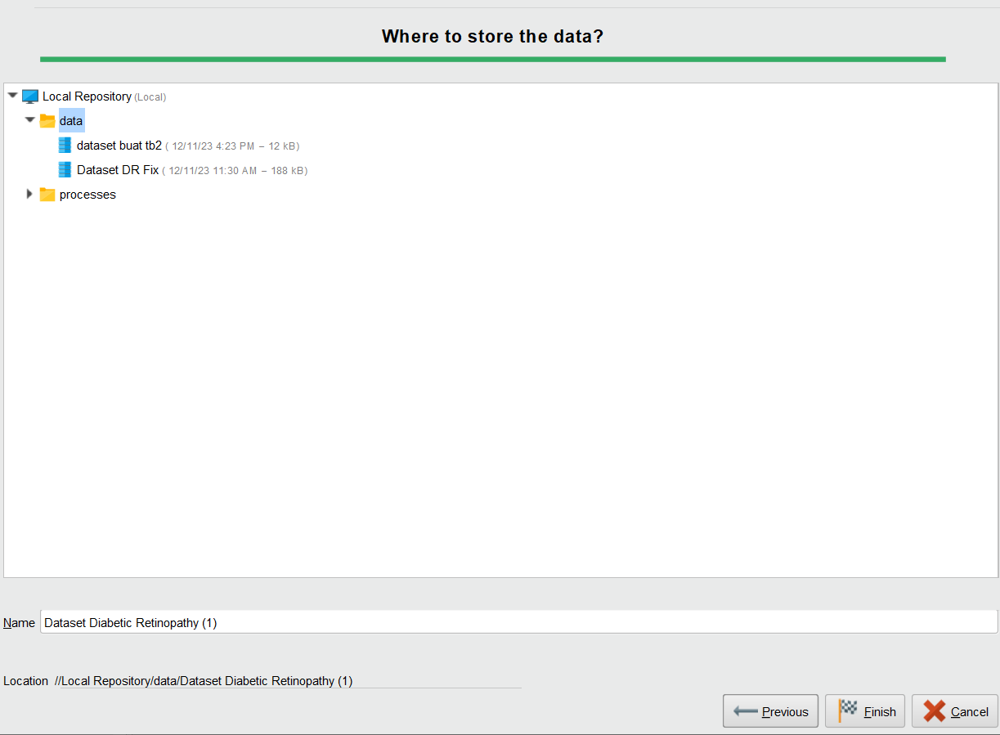 Where to store the data?
Local Repository (Local)
data
dataset buat tb2 ( 12/11/23 4:23 PM – 12 kB)
Dataset DR Fix ( 12/11/23 11:30 AM – 188 kB)
processes
Name Dataset Diabetic Retinopathy (1)
Location //Local Repository/data/Dataset Diabetic Retinopathy (1)
Previous Finish Cancel